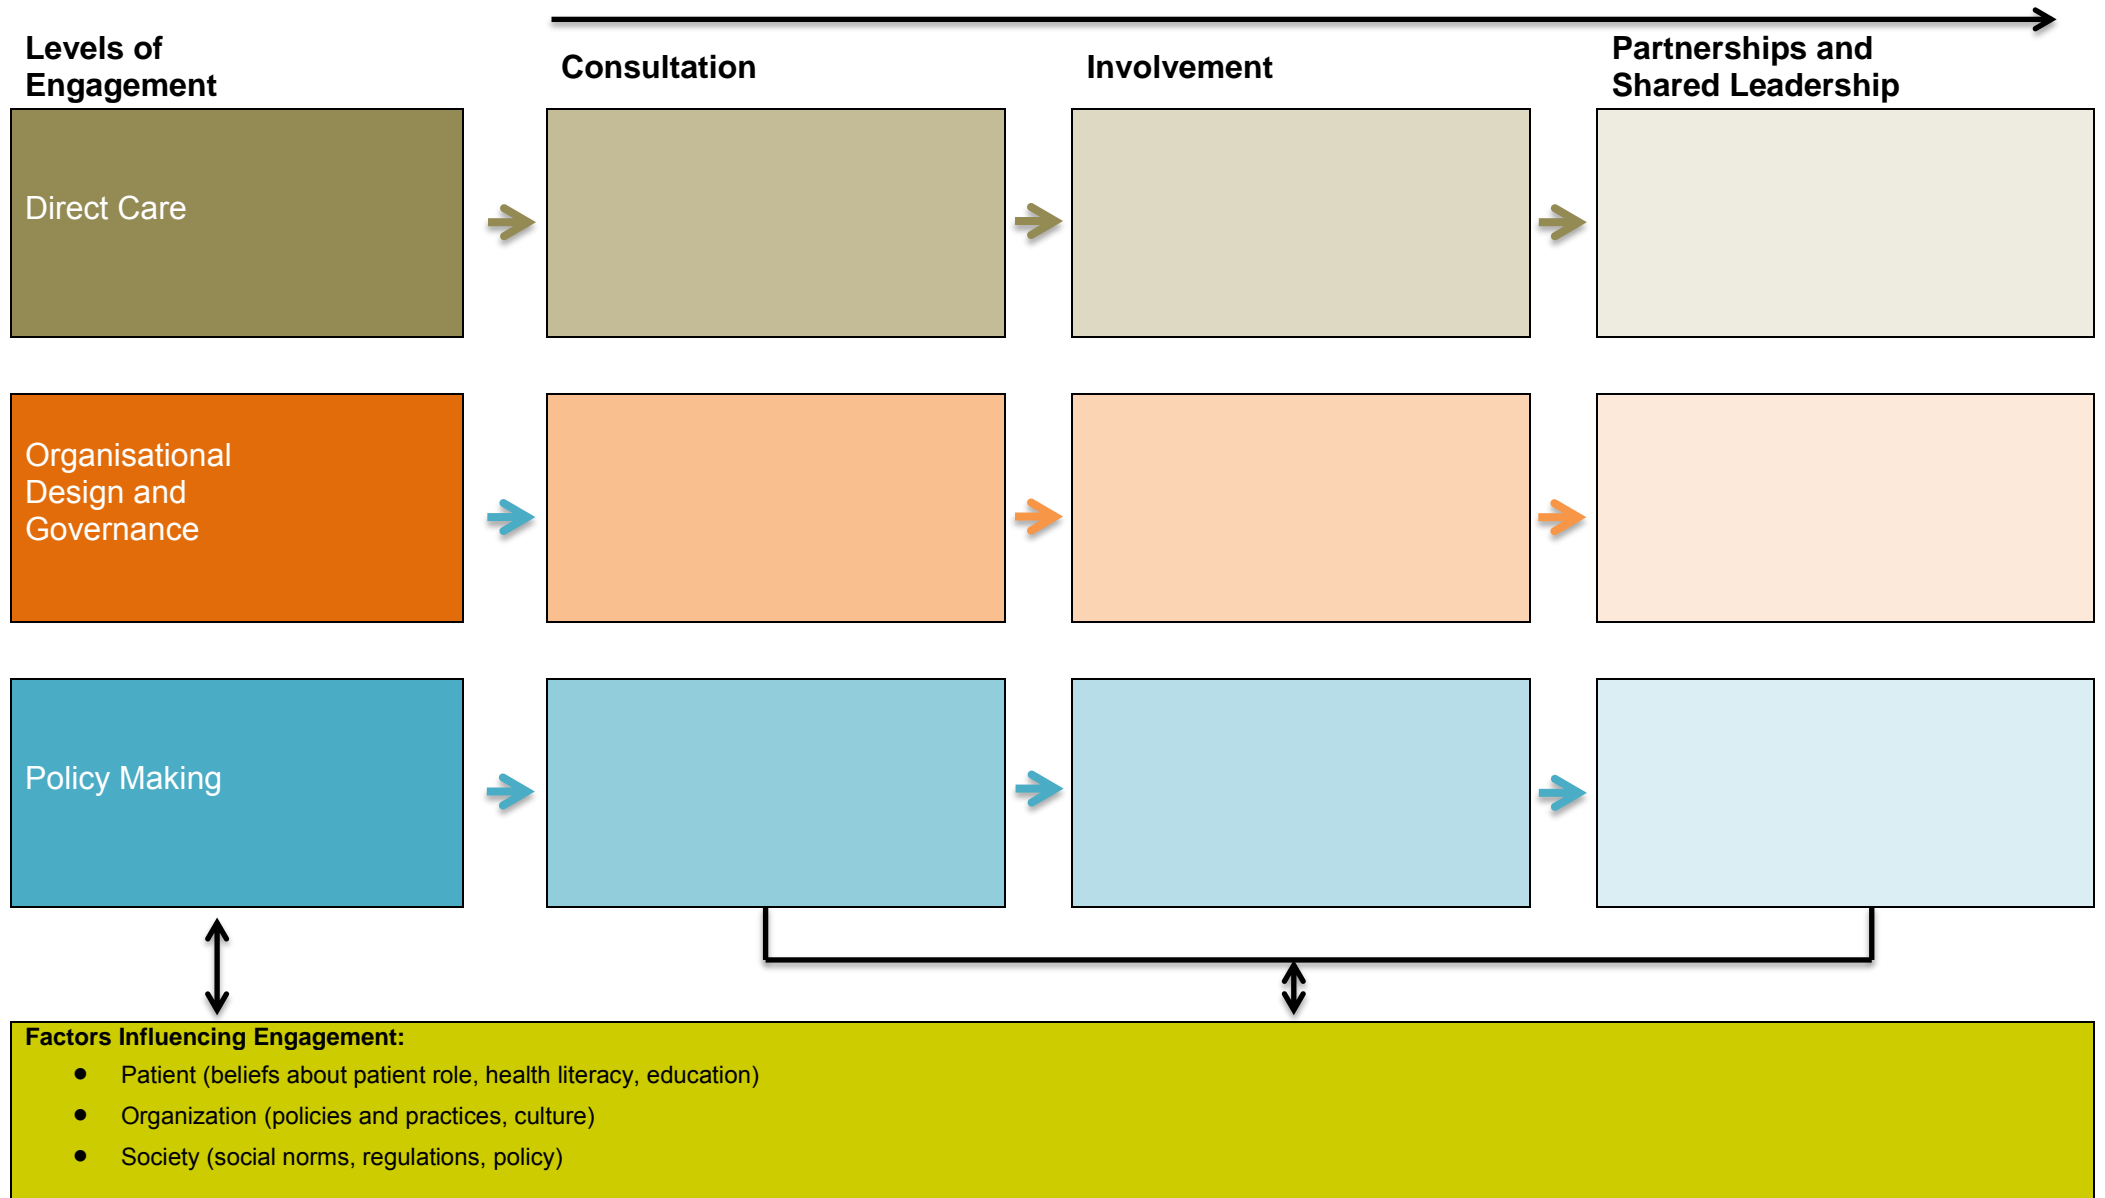 Levels of
Engagement
Consultation
Involvement
Partnerships and
Shared Leadership
Direct Care
Organisational
Design and
Governance
Policy Making
Factors Influencing Engagement:
● Patient (beliefs about patient role, health literacy, education)
● Organization (policies and practices, culture)
● Society (social norms, regulations, policy)